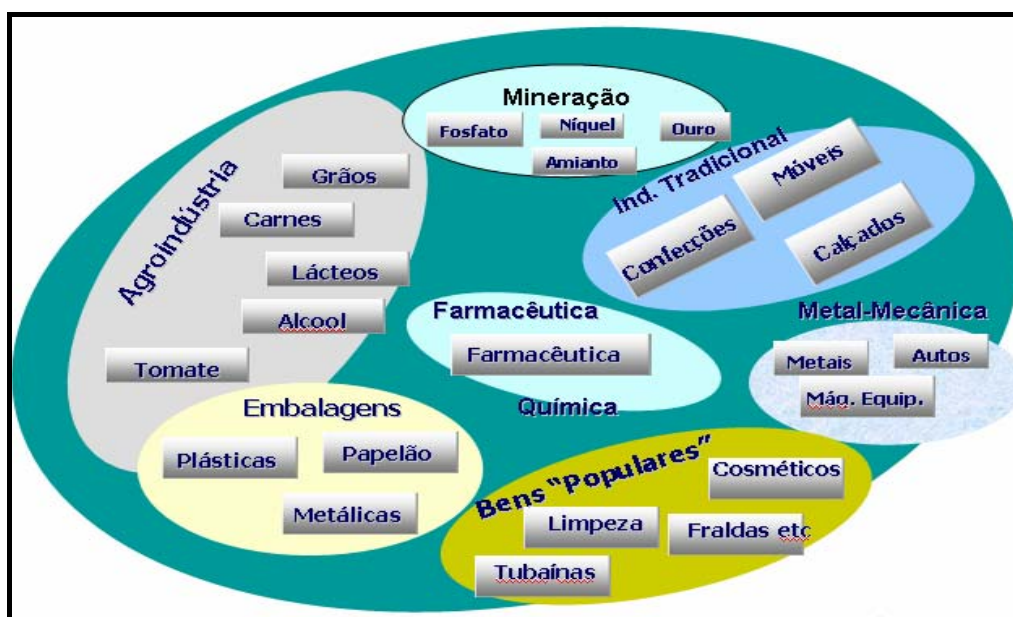 Mineração
Fosfato
Níquel
Ouro
Amianto
Ind. Tradicional
Móveis
Confecções
Calçados
Agroindústria
Grãos
Carnes
Lácteos
Alcool
Tomate
Farmacêutica
Farmacêutica
Química
Metal-Mecânica
Metais
Autos
Máq. Equip.
Embalagens
Plásticas
Papelão
Metálicas
Bens "Populares"
Cosméticos
Limpeza
Fraldas etc
Tubaínas